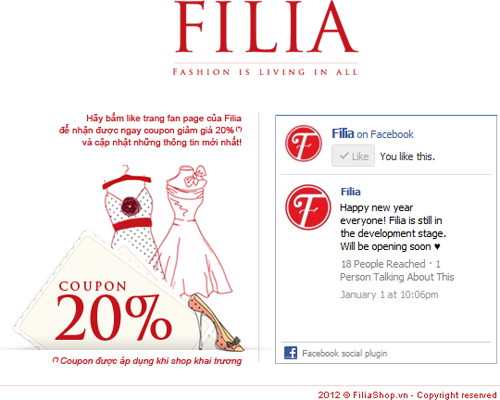 FILIA
FASHION IS LIVING IN ALL
Hãy bấm like trang fan page của Filia
để nhận được ngay coupon giảm giá 20% (*)
và cập nhật những thông tin mới nhất!
COUPON
20%
(*) Coupon được áp dụng khi shop khai trương
Filia on Facebook
Like You like this.
Filia
Happy new year
everyone! Filia is still in
the development stage.
Will be opening soon ♥
18 People Reached · 1
Person Talking About This
January 1 at 10:06pm
Facebook social plugin
2012 © FiliaShop.vn - Copyright reserved